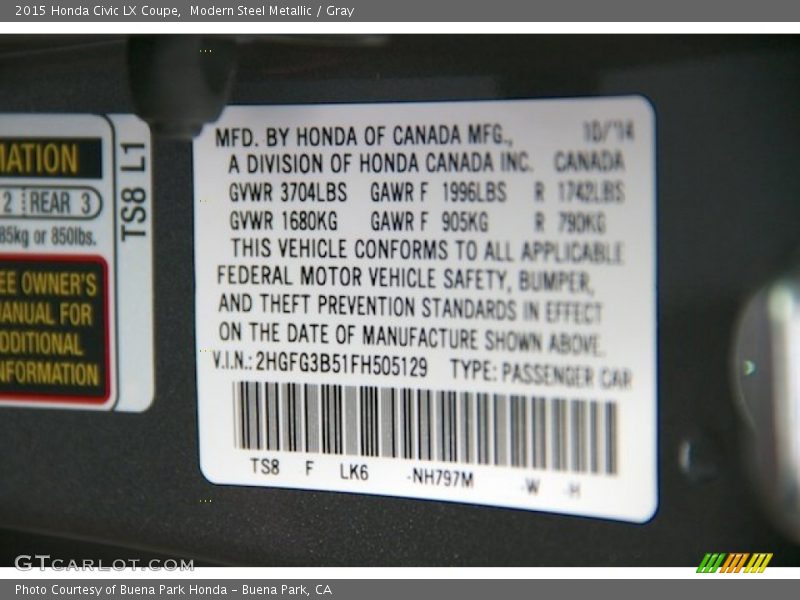 2015 Honda Civic LX Coupe, Modern Steel Metallic / Gray
MATION
2 REAR 3
85kg or 850lbs.
EE OWNER'S
ANUAL FOR
DDITIONAL
NFORMATION
TS8 L1
MFD. BY HONDA OF CANADA MFG., 10/'14
A DIVISION OF HONDA CANADA INC. CANADA
GVWR 3704LBS GAWR F 1996LBS R 1742LBS
GVWR 1680KG GAWR F 905KG R 790KG
THIS VEHICLE CONFORMS TO ALL APPLICABLE
FEDERAL MOTOR VEHICLE SAFETY, BUMPER,
AND THEFT PREVENTION STANDARDS IN EFFECT
ON THE DATE OF MANUFACTURE SHOWN ABOVE.
V.I.N.: 2HGFG3B51FH505129 TYPE: PASSENGER CAR
TS8 F LK6 -NH797M -W -H
GTCARLOT.COM
Photo Courtesy of Buena Park Honda - Buena Park, CA